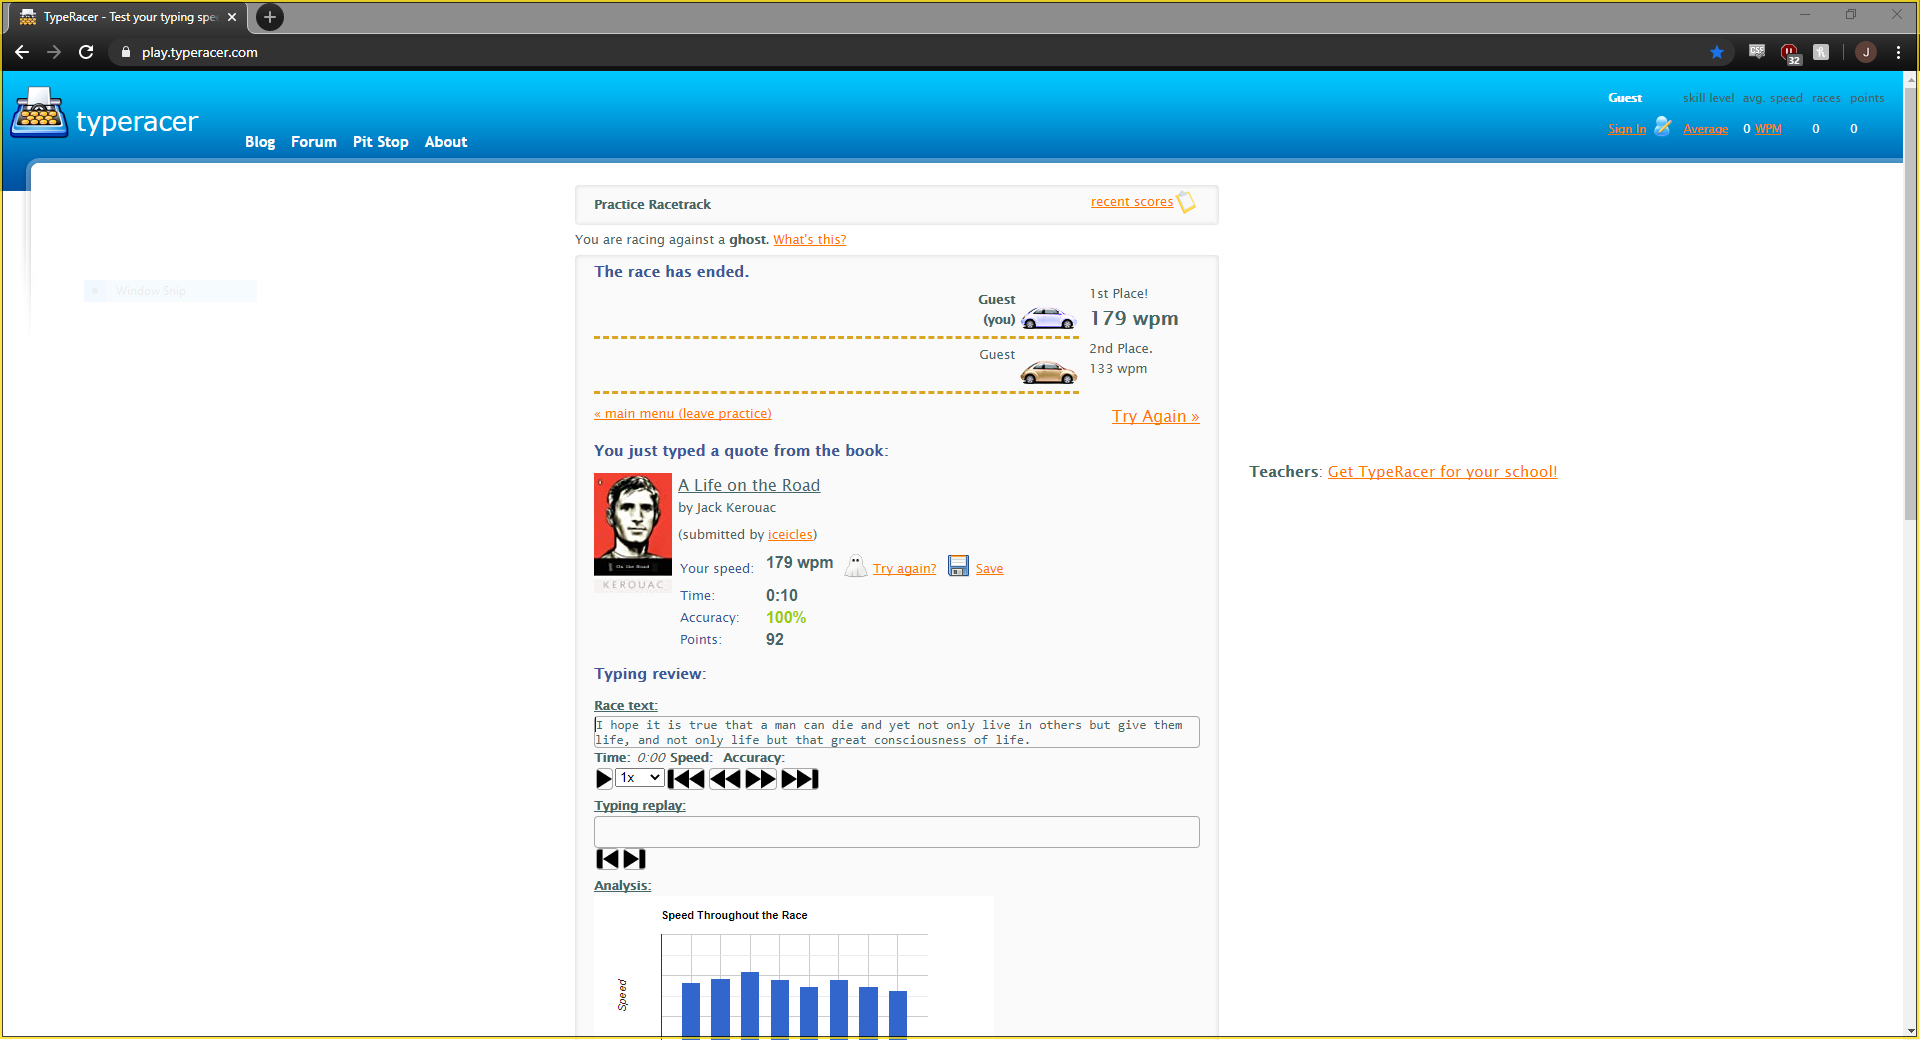 TypeRacer - Test your typing spe
play.typeracer.com
CSS
32
J
typeracer
Blog Forum Pit Stop About
Guest skill level avg. speed races points
Sign In Average 0 WPM 0 0
Window Snip
Practice Racetrack recent scores
You are racing against a ghost. What's this?
The race has ended.
Guest (you) 1st Place!
179 wpm
Guest 2nd Place.
133 wpm
« main menu (leave practice) Try Again »
You just typed a quote from the book:
Teachers: Get TypeRacer for your school!
On the Road
KEROUAC
A Life on the Road
by Jack Kerouac
(submitted by iceicles)
Your speed: 179 wpm Try again? Save
Time: 0:10
Accuracy: 100%
Points: 92
Typing review:
Race text:
I hope it is true that a man can die and yet not only live in others but give them
life, and not only life but that great consciousness of life.
Time: 0:00 Speed: Accuracy:
1x
Typing replay:
Analysis:
Speed Throughout the Race
Speed